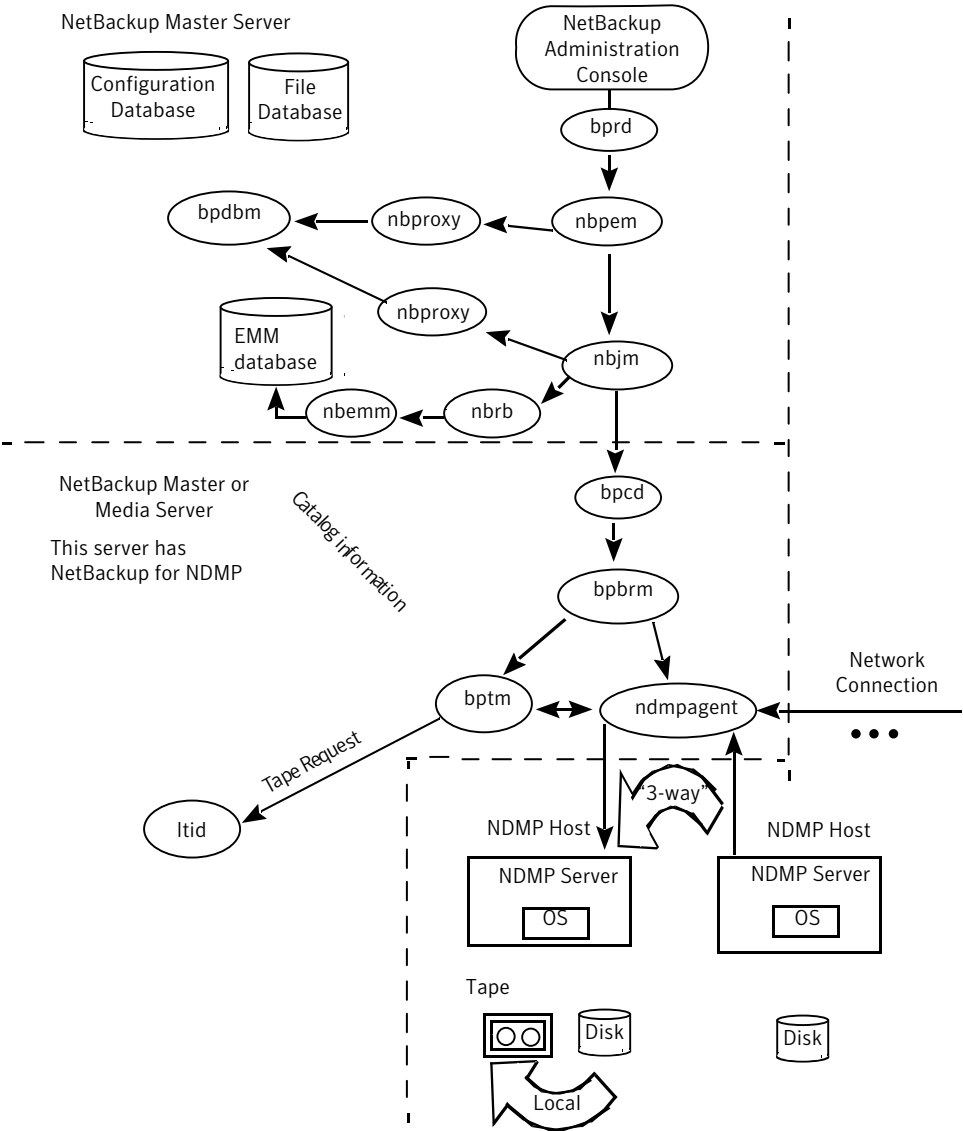 NetBackup Master Server
NetBackup
Administration
Console
Configuration
Database
File
Database
bprd
bpdbm
nbproxy
nbpem
nbproxy
EMM
database
nbjm
nbemm
nbrb
NetBackup Master or
Media Server
This server has
NetBackup for NDMP
Catalog information
bpcd
bpbrm
Network
Connection
bptm
ndmpagent
Tape Request
"3-way"
ltid
NDMP Host
NDMP Host
NDMP Server
OS
NDMP Server
OS
Tape
Disk
Disk
Local